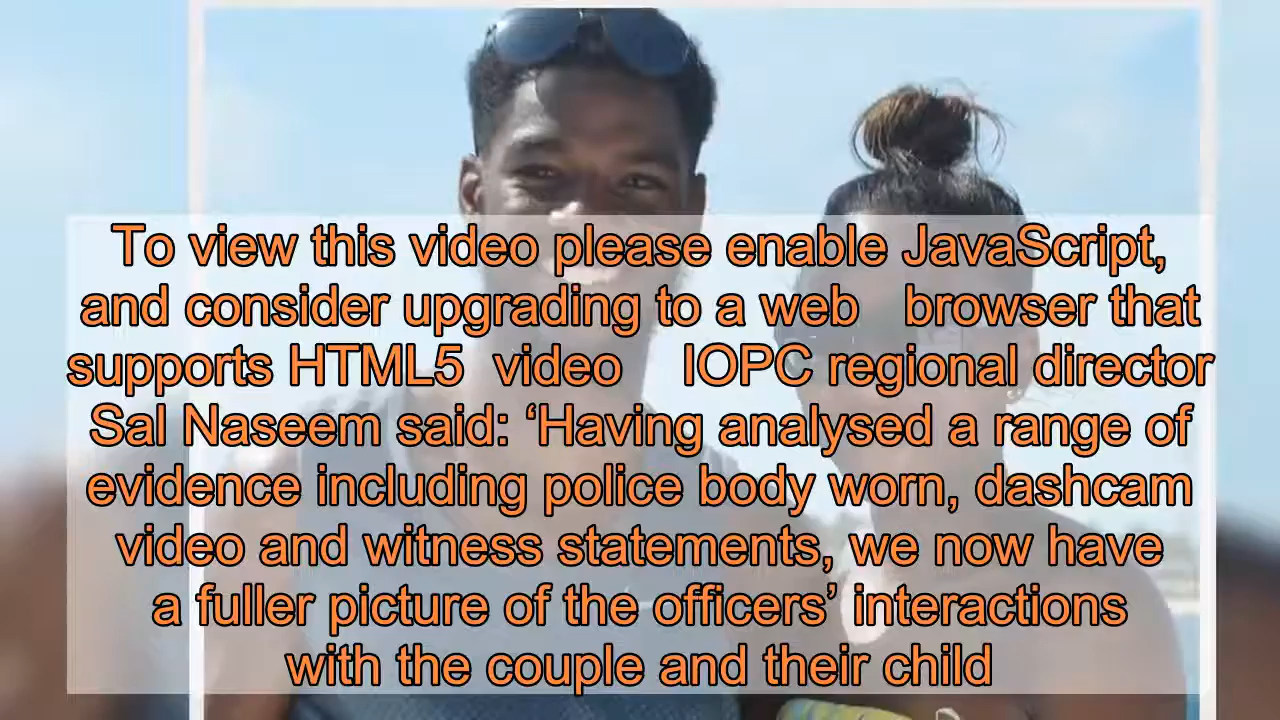 To view this video please enable JavaScript,
and consider upgrading to a web browser that
supports HTML5 video IOPC regional director
Sal Naseem said: ‘Having analysed a range of
evidence including police body worn, dashcam
video and witness statements, we now have
a fuller picture of the officers’ interactions
with the couple and their child